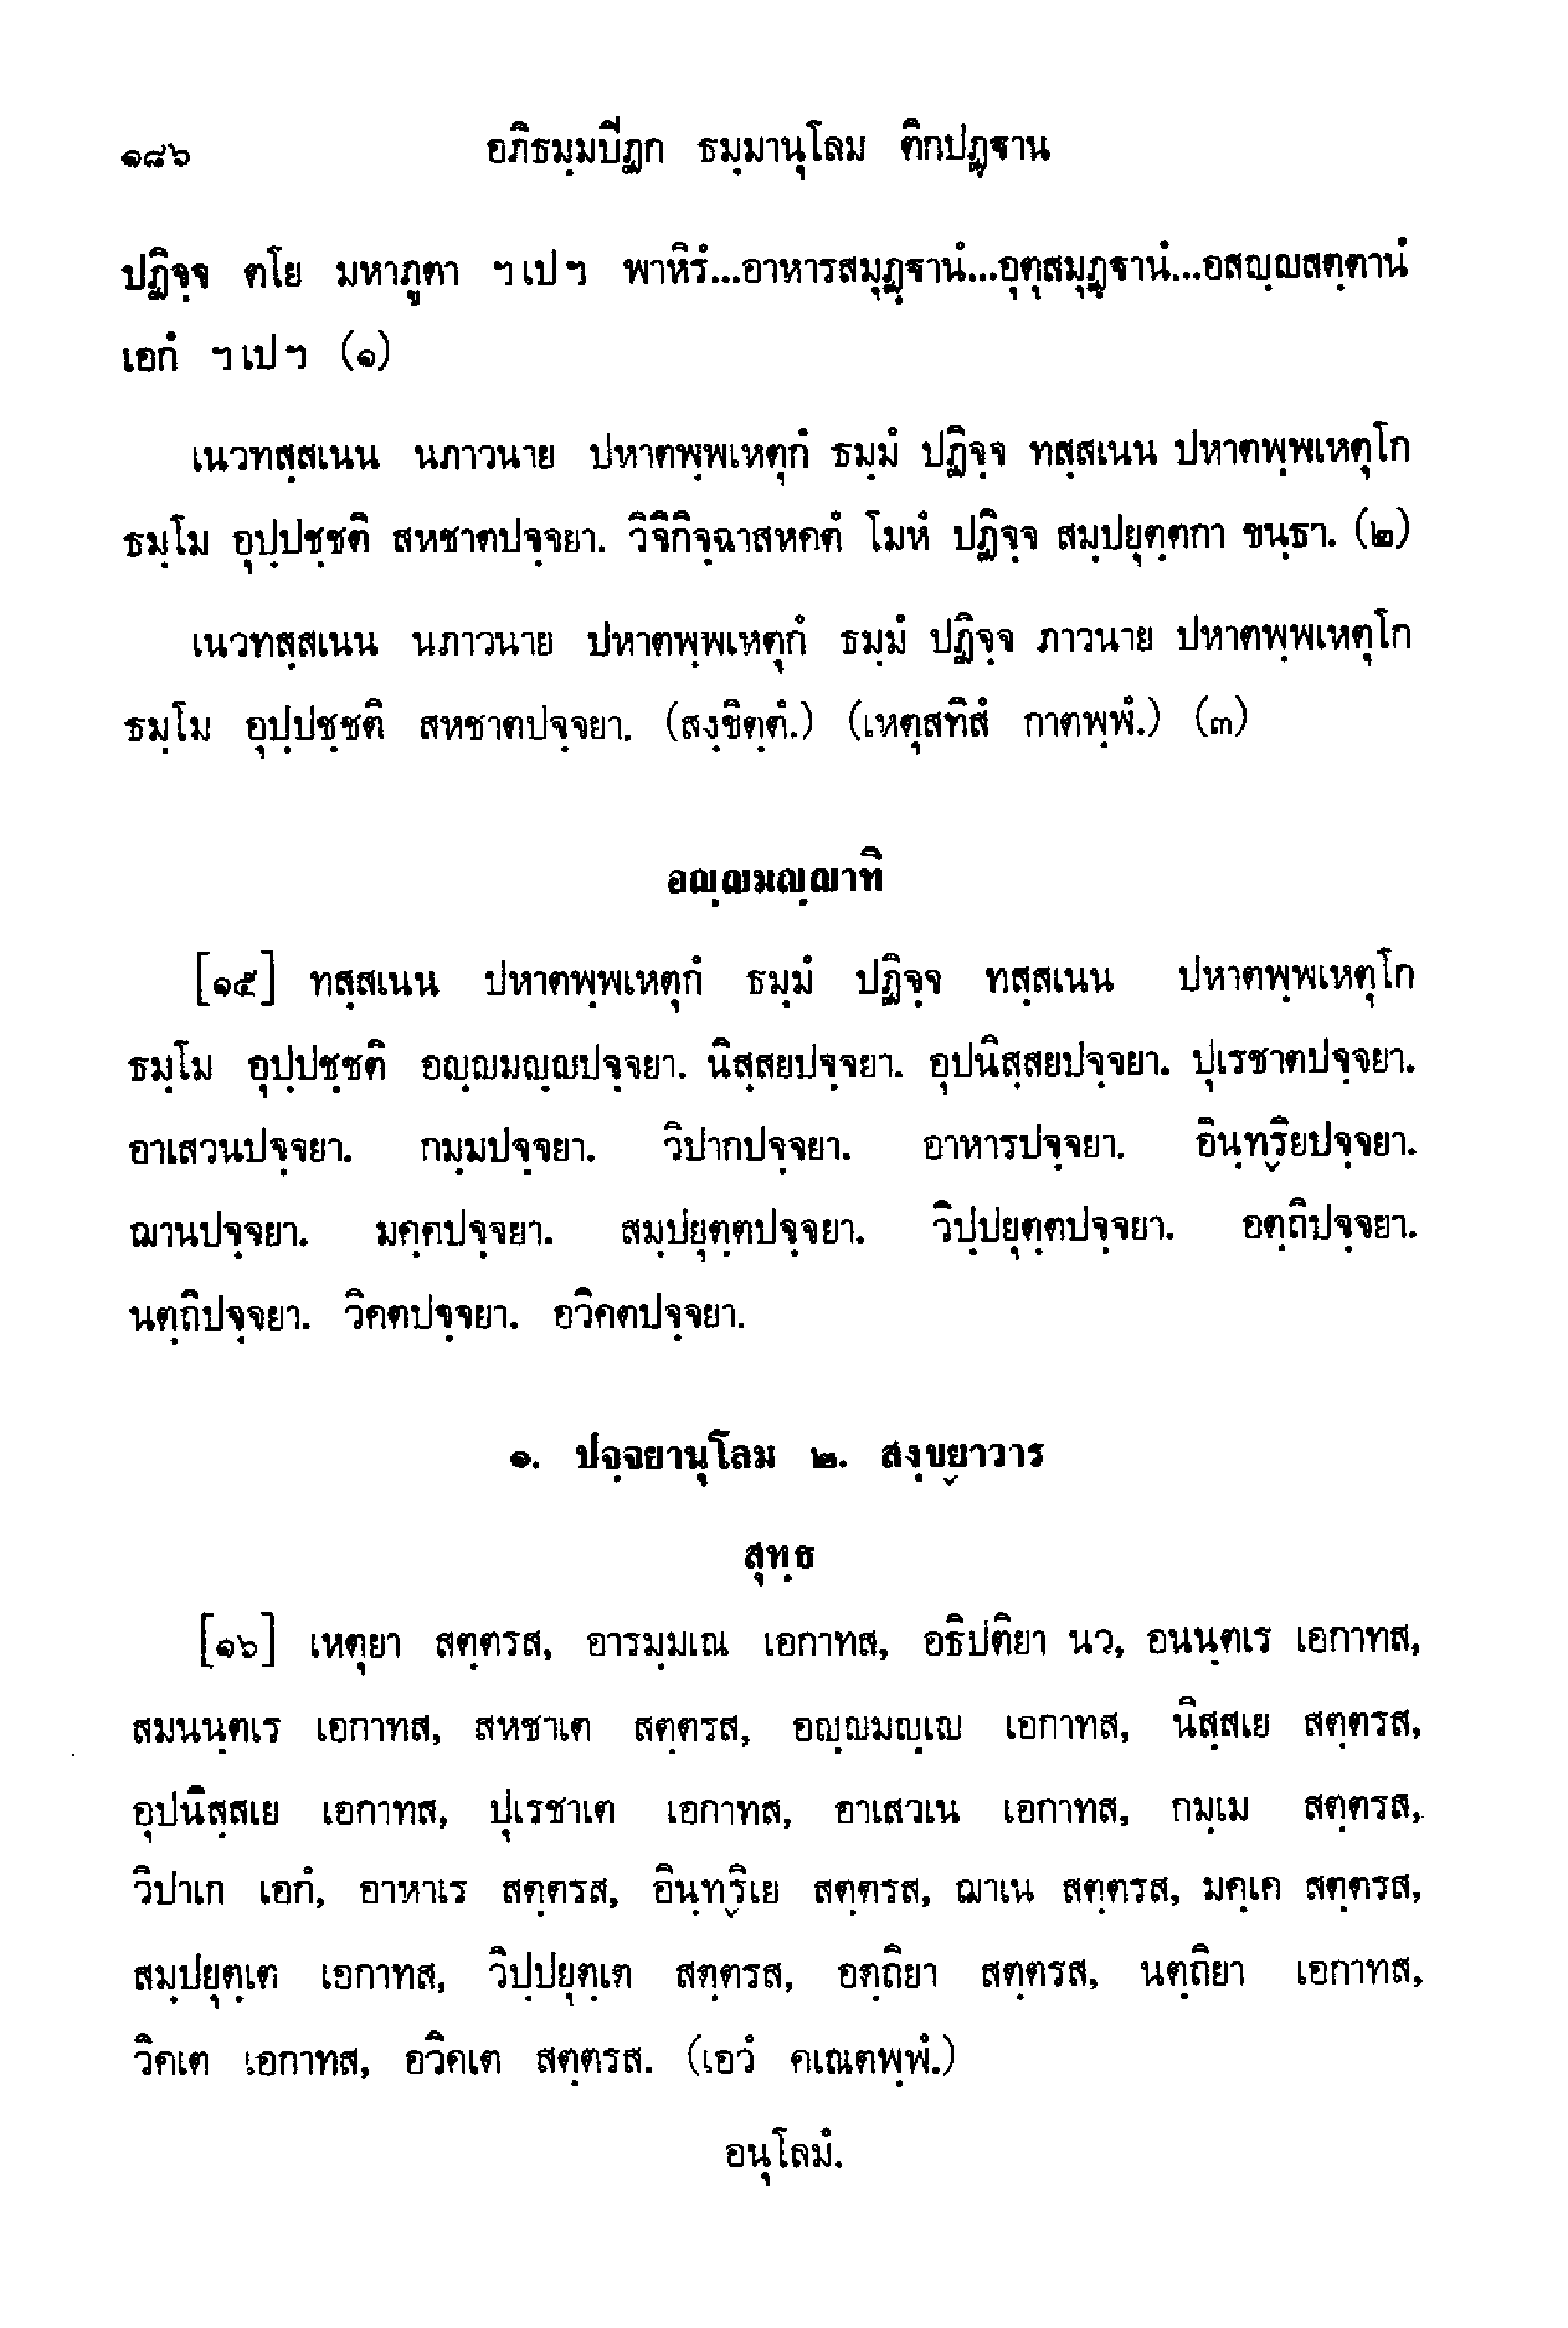 ๑๘๖ อภิธมฺมปีฏก ธมฺมานุโลม ติกปฏฺฐาน
ปฏิจฺจ ตโย มหาภูตา ฯเปฯ พาหิรํ...อาหารสมุฏฺฐานํ...อุตุสมุฏฺฐานํ...อสญฺญสตฺตานํ
เอกํ ฯเปฯ (๑)
เนวทสฺสเนน นภาวนาย ปหาตพฺพเหตุกํ ธมฺมํ ปฏิจฺจ ทสฺสเนน ปหาตพฺพเหตุโก
ธมฺโม อุปฺปชฺชติ สหชาตปจฺจยา. วิจิกิจฺฉาสหคตํ โมหํ ปฏิจฺจ สมฺปยุตฺตกา ขนฺธา. (๒)
เนวทสฺสเนน นภาวนาย ปหาตพฺพเหตุกํ ธมฺมํ ปฏิจฺจ ภาวนาย ปหาตพฺพเหตุโก
ธมฺโม อุปฺปชฺชติ สหชาตปจฺจยา. (สงฺขิตฺตํ.) (เหตุสทิสํ กาตพฺพํ.) (๓)
อญฺญมญฺญาทิ
[๑๕] ทสฺสเนน ปหาตพฺพเหตุกํ ธมฺมํ ปฏิจฺจ ทสฺสเนน ปหาตพฺพเหตุโก
ธมฺโม อุปฺปชฺชติ อญฺญมญฺญปจฺจยา. นิสฺสยปจฺจยา. อุปนิสฺสยปจฺจยา. ปุเรชาตปจฺจยา.
อาเสวนปจฺจยา. กมฺมปจฺจยา. วิปากปจฺจยา. อาหารปจฺจยา. อินฺทฺริยปจฺจยา.
ฌานปจฺจยา. มคฺคปจฺจยา. สมฺปยุตฺตปจฺจยา. วิปฺปยุตฺตปจฺจยา. อตฺถิปจฺจยา.
นตฺถิปจฺจยา. วิคตปจฺจยา. อวิคตปจฺจยา.
๑. ปจฺจยานุโลม ๒. สงฺขฺยาวาร
สุทฺธ
[๑๖] เหตุยา สตฺตรส, อารมฺมเณ เอกาทส, อธิปติยา นว, อนนฺตเร เอกาทส,
สมนนฺตเร เอกาทส, สหชาเต สตฺตรส, อญฺญมญฺเญ เอกาทส, นิสฺสเย สตฺตรส,
อุปนิสฺสเย เอกาทส, ปุเรชาเต เอกาทส, อาเสวเน เอกาทส, กมฺเม สตฺตรส,
วิปาเก เอกํ, อาหาเร สตฺตรส, อินฺทฺริเย สตฺตรส, ฌาเน สตฺตรส, มคฺเค สตฺตรส,
สมฺปยุตฺเต เอกาทส, วิปฺปยุตฺเต สตฺตรส, อตฺถิยา สตฺตรส, นตฺถิยา เอกาทส,
วิคเต เอกาทส, อวิคเต สตฺตรส. (เอวํ คเณตพฺพํ.)
อนุโลมํ.